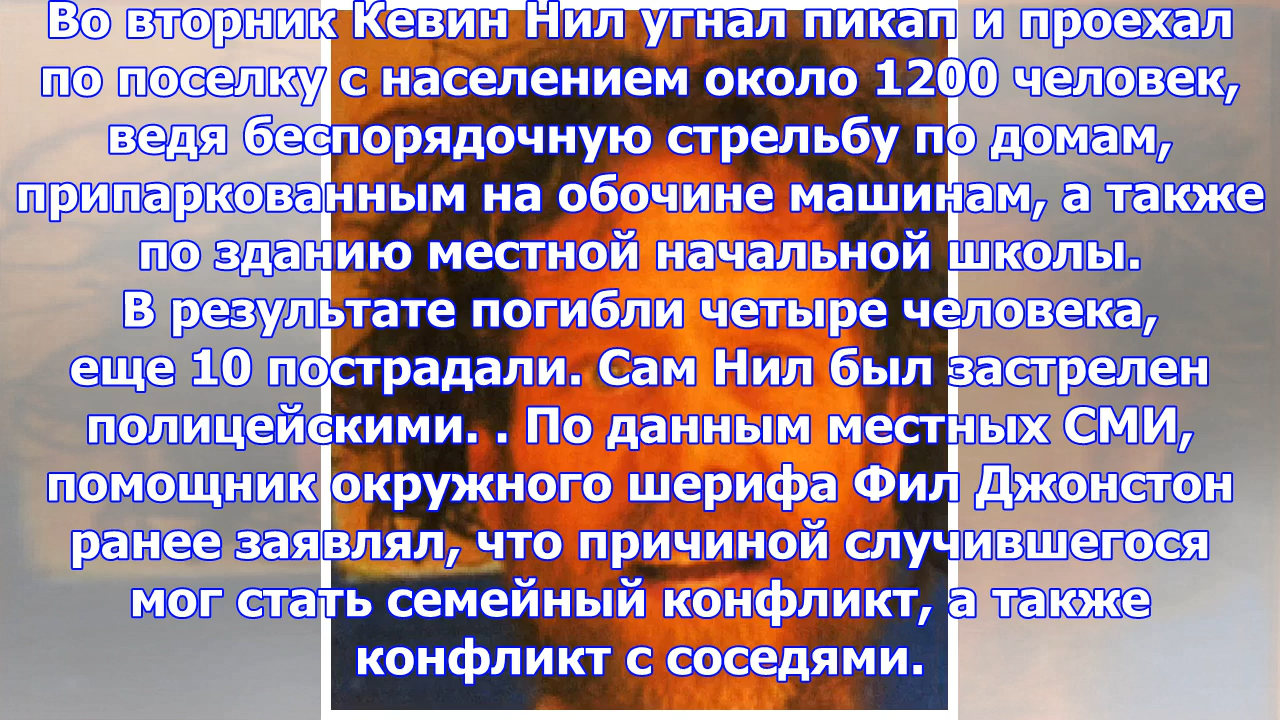 Во вторник Кевин Нил угнал пикап и проехал
по поселку с населением около 1200 человек,
ведя беспорядочную стрельбу по домам,
припаркованным на обочине машинам, а также
по зданию местной начальной школы.
В результате погибли четыре человека,
еще 10 пострадали. Сам Нил был застрелен
полицейскими. . По данным местных СМИ,
помощник окружного шерифа Фил Джонстон
ранее заявлял, что причиной случившегося
мог стать семейный конфликт, а также
конфликт с соседями.